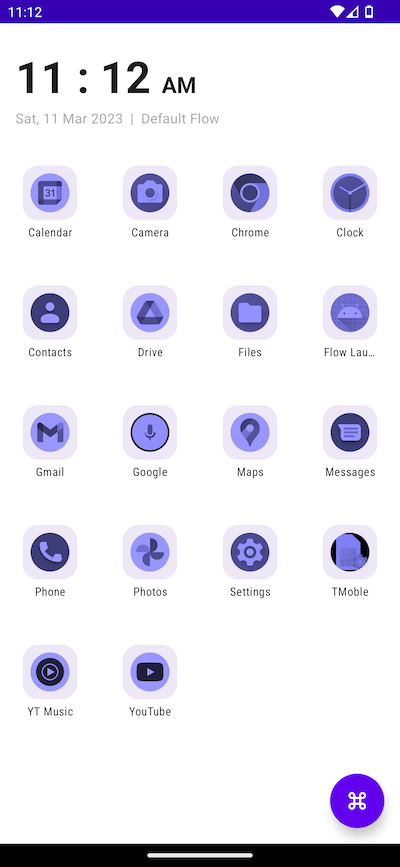 11:12
11 : 12 AM
Sat, 11 Mar 2023 | Default Flow
31
Calendar Camera Chrome Clock
Contacts Drive Files Flow Lau...
Gmail Google Maps Messages
Phone Photos Settings TMoble
YT Music YouTube